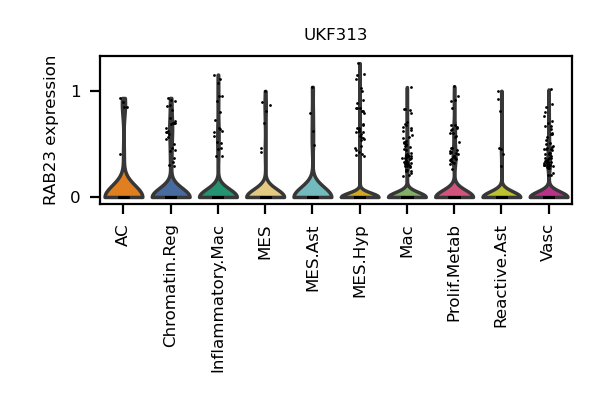 UKF313
RAB23 expression
1
0
AC
Chromatin.Reg
Inflammatory.Mac
MES
MES.Ast
MES.Hyp
Mac
Prolif.Metab
Reactive.Ast
Vasc